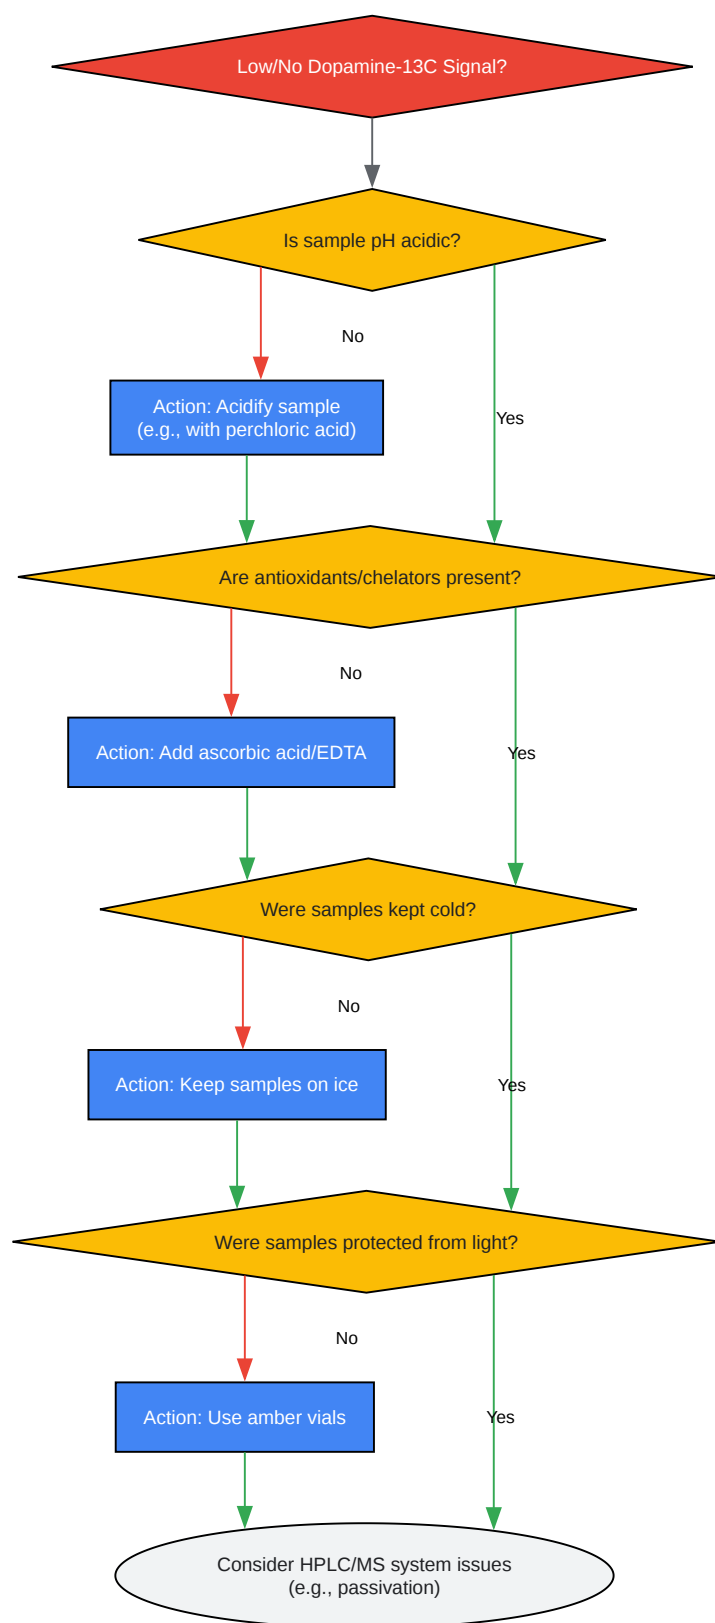 Low/No Dopamine-13C Signal?
Is sample pH acidic?
No
Action: Acidify sample
(e.g., with perchloric acid)
Yes
Are antioxidants/chelators present?
No
Action: Add ascorbic acid/EDTA
Yes
Were samples kept cold?
No
Action: Keep samples on ice
Yes
Were samples protected from light?
No
Action: Use amber vials
Yes
Consider HPLC/MS system issues
(e.g., passivation)